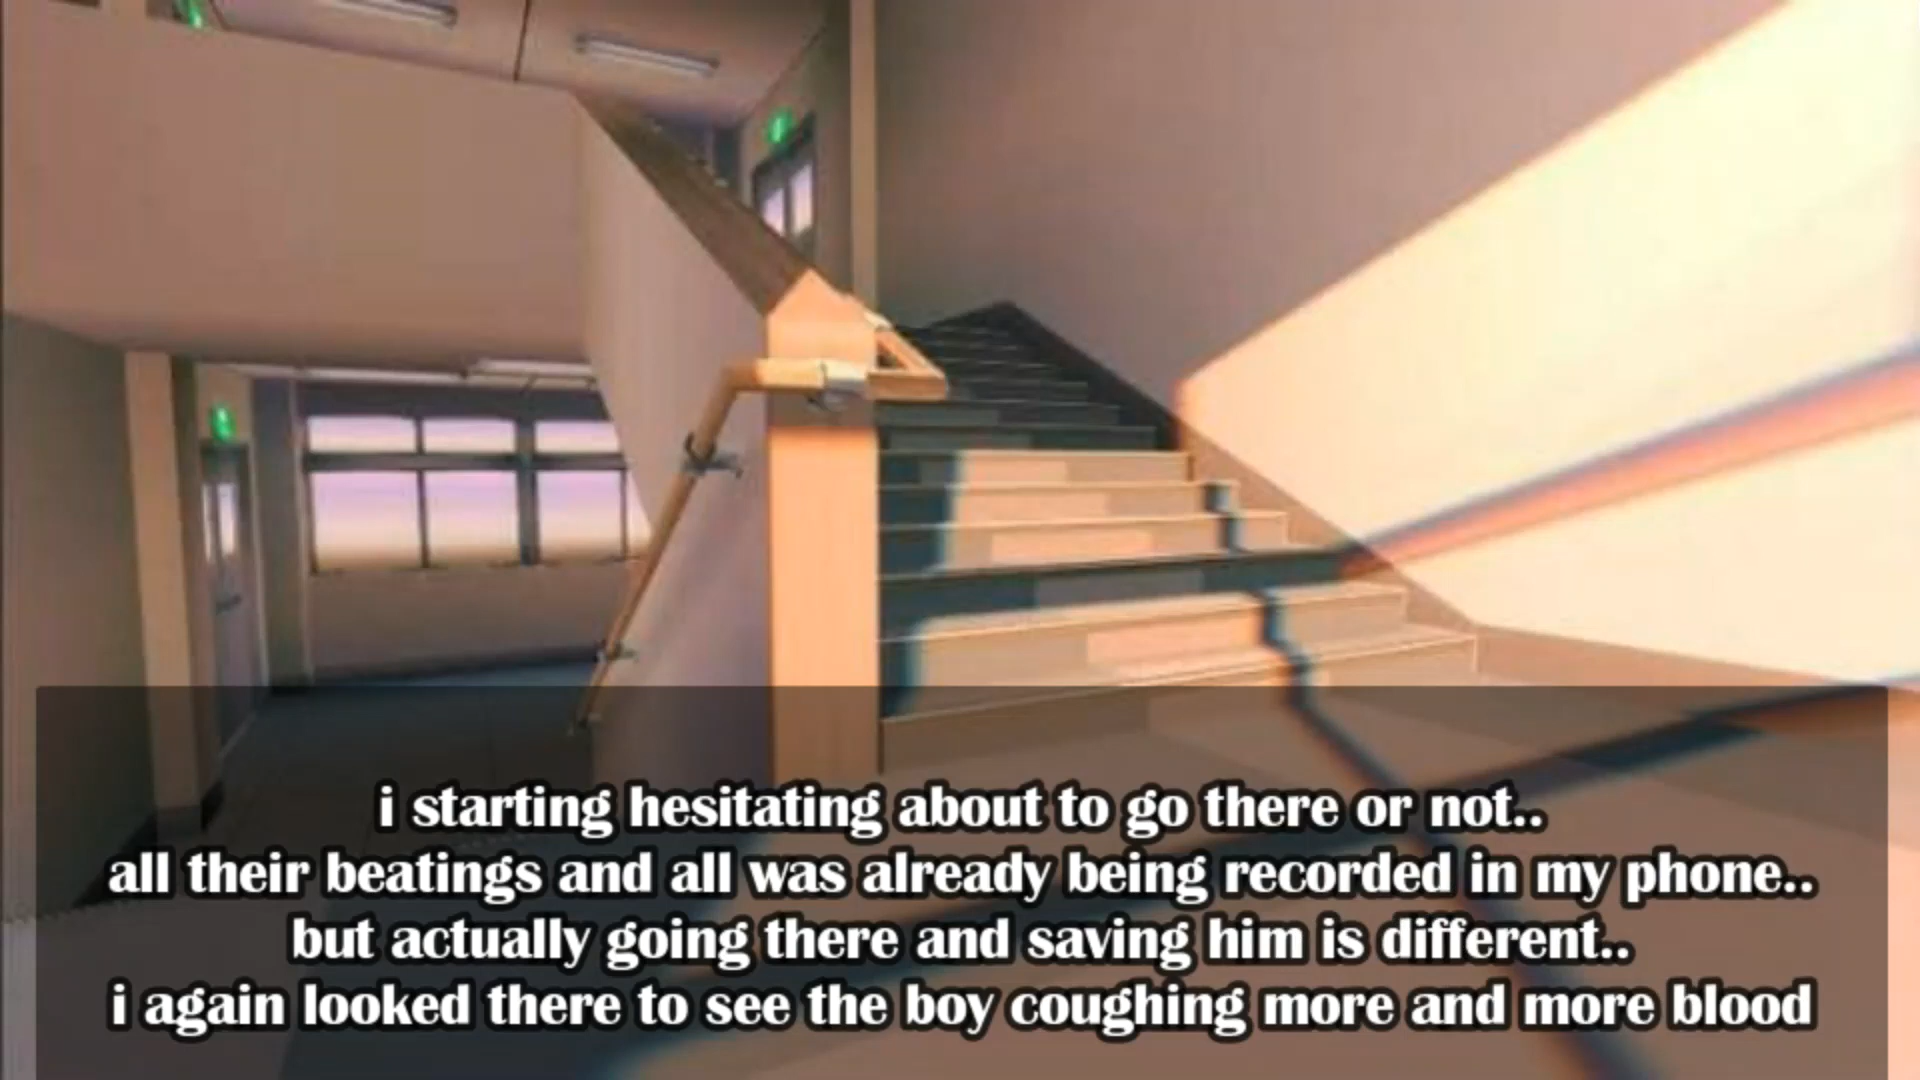 i starting hesitating about to go there or not..
all their beatings and all was already being recorded in my phone..
but actually going there and saving him is different..
i again looked there to see the boy coughing more and more blood